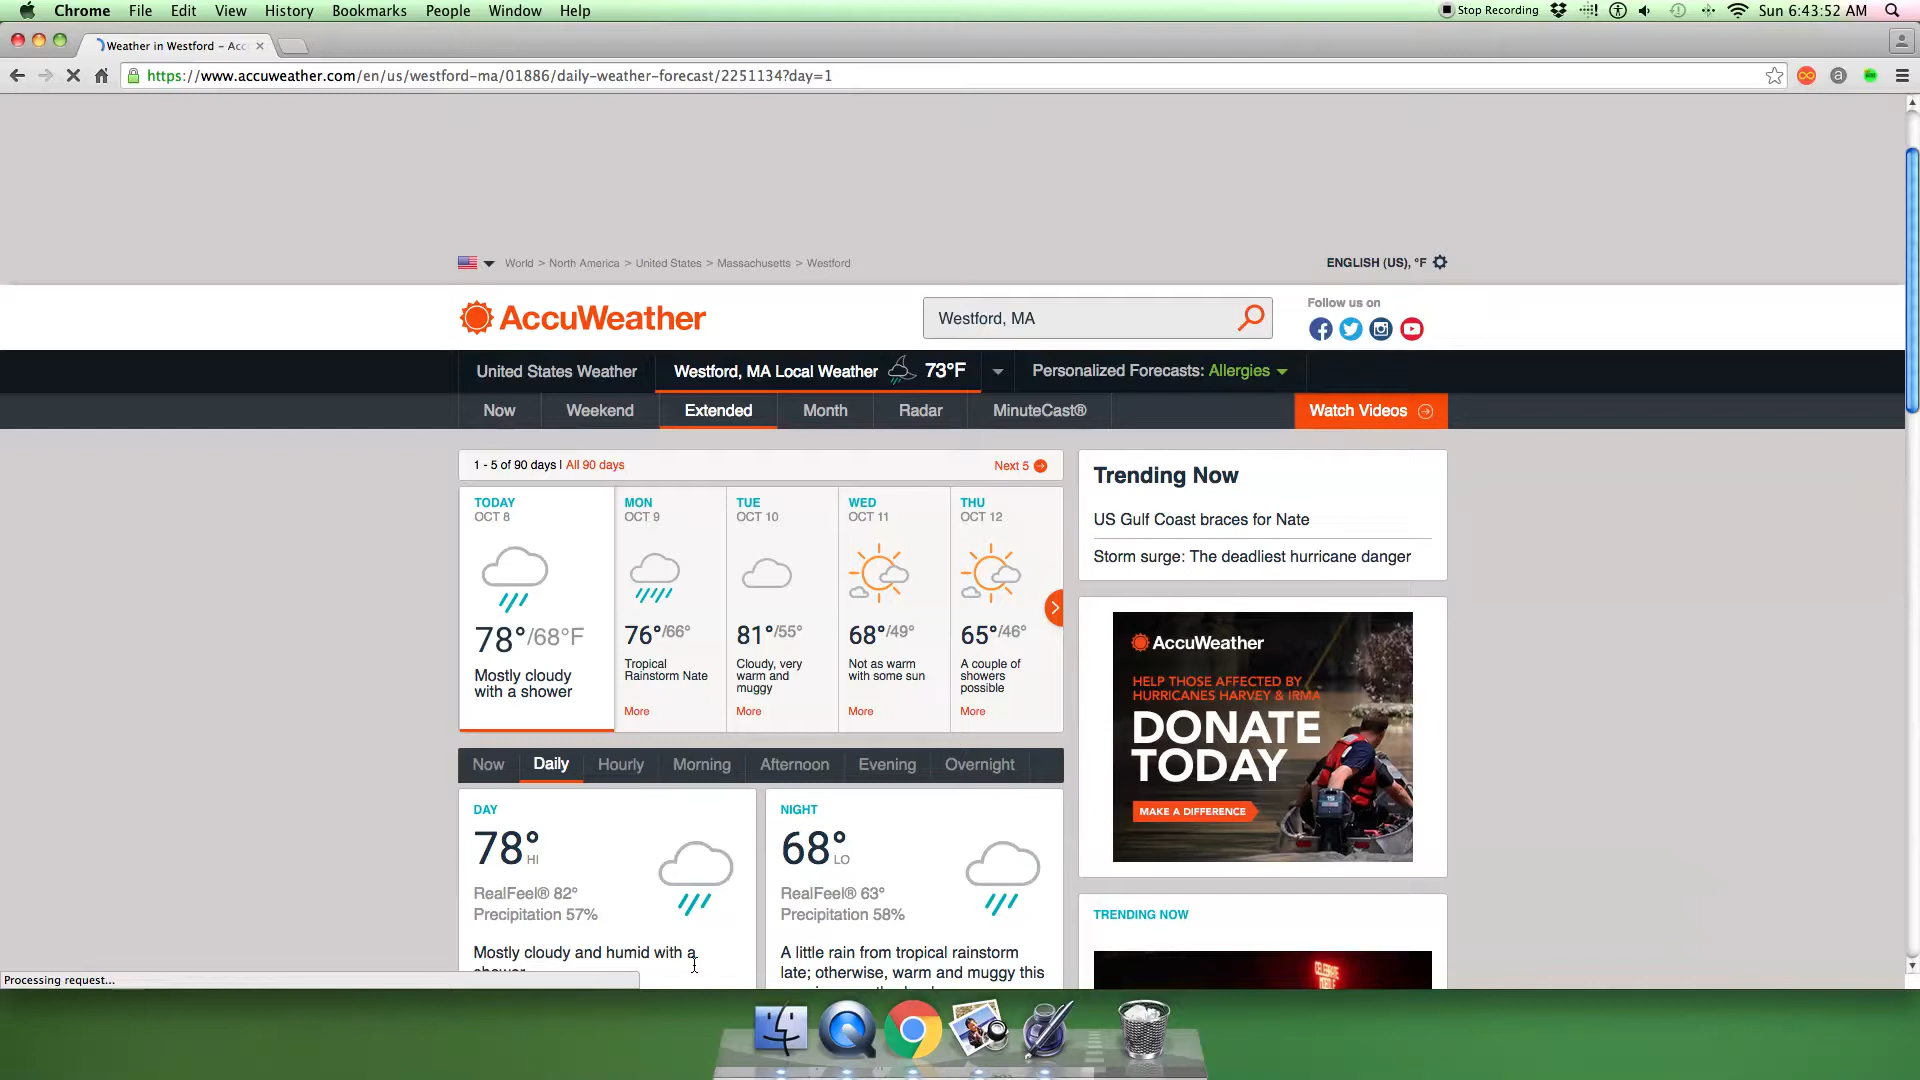 Chrome File Edit View History Bookmarks People Window Help
Stop Recording Sun 6:43:52 AM
Weather in Westford - Acc
https://www.accuweather.com/en/us/westford-ma/01886/daily-weather-forecast/2251134?day=1
World > North America > United States > Massachusetts > Westford
ENGLISH (US), °F
AccuWeather
Westford, MA
Follow us on
United States Weather
Westford, MA Local Weather 73°F
Personalized Forecasts: Allergies
Now Weekend Extended Month Radar MinuteCast®
Watch Videos
1 - 5 of 90 days | All 90 days
Next 5
TODAY
OCT 8
78°/68°F
Mostly cloudy
with a shower
MON
OCT 9
76°/66°
Tropical
Rainstorm Nate
More
TUE
OCT 10
81°/55°
Cloudy, very
warm and
muggy
More
WED
OCT 11
68°/49°
Not as warm
with some sun
More
THU
OCT 12
65°/46°
A couple of
showers
possible
More
Now Daily Hourly Morning Afternoon Evening Overnight
DAY
78° HI
RealFeel® 82°
Precipitation 57%
Mostly cloudy and humid with a
NIGHT
68° LO
RealFeel® 63°
Precipitation 58%
A little rain from tropical rainstorm
late; otherwise, warm and muggy this
Trending Now
US Gulf Coast braces for Nate
Storm surge: The deadliest hurricane danger
AccuWeather
HELP THOSE AFFECTED BY
HURRICANES HARVEY & IRMA
DONATE
TODAY
MAKE A DIFFERENCE
TRENDING NOW
Processing request...